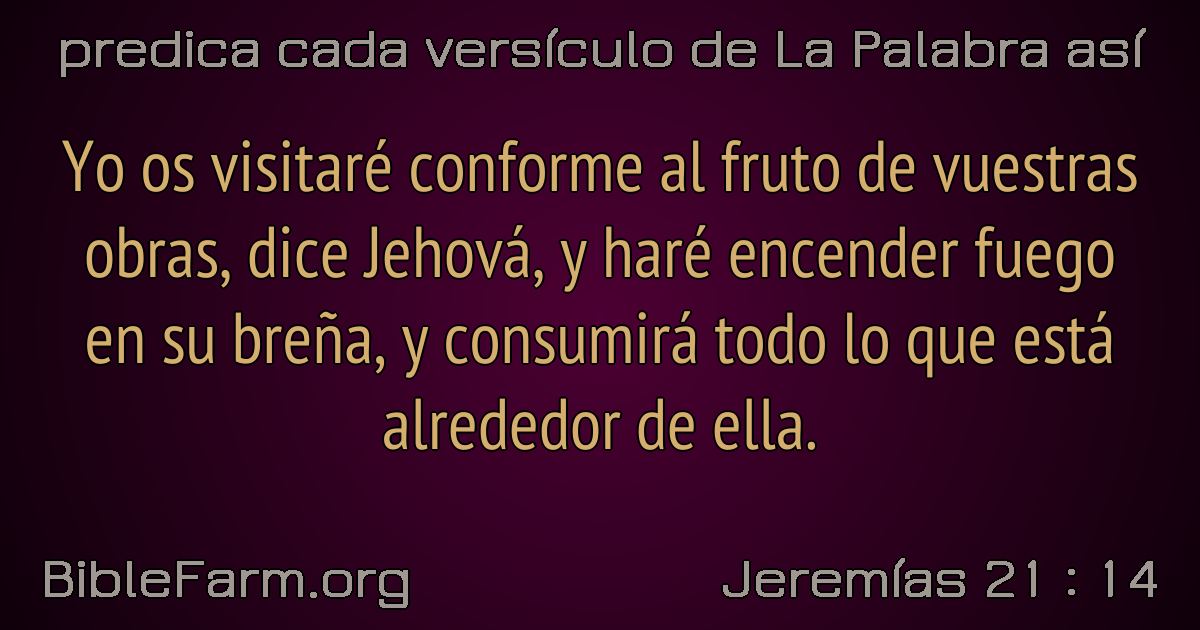 predica cada versículo de La Palabra así
Yo os visitaré conforme al fruto de vuestras
obras, dice Jehová, y haré encender fuego
en su breña, y consumirá todo lo que está
alrededor de ella.
BibleFarm.org
Jeremías 21 : 14